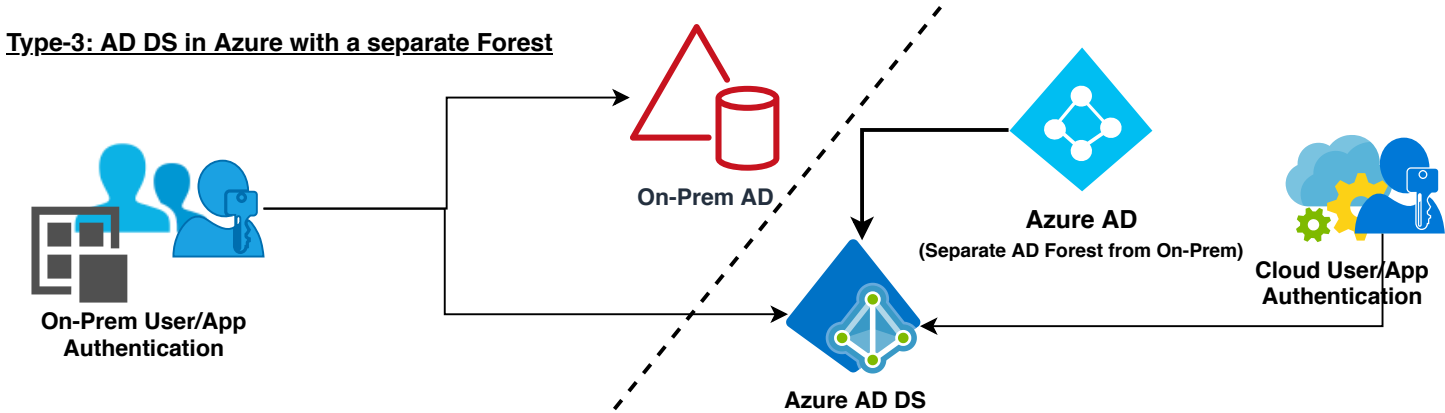 Type-3: AD DS in Azure with a separate Forest
On-Prem AD
Azure AD
(Separate AD Forest from On-Prem)
Cloud User/App
Authentication
On-Prem User/App
Authentication
Azure AD DS